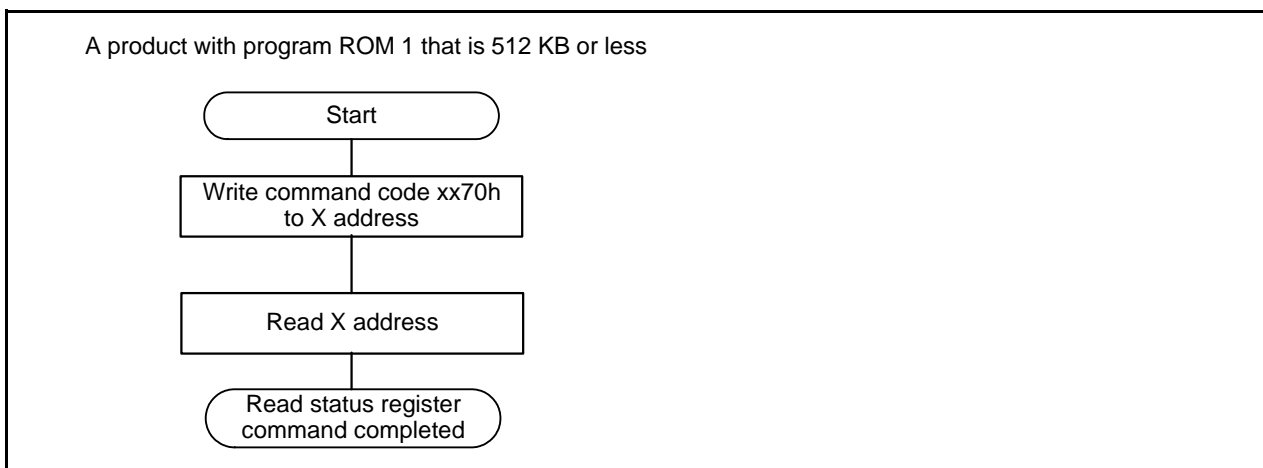 A product with program ROM 1 that is 512 KB or less
Start
Write command code xx70h
to X address
Read X address
Read status register
command completed